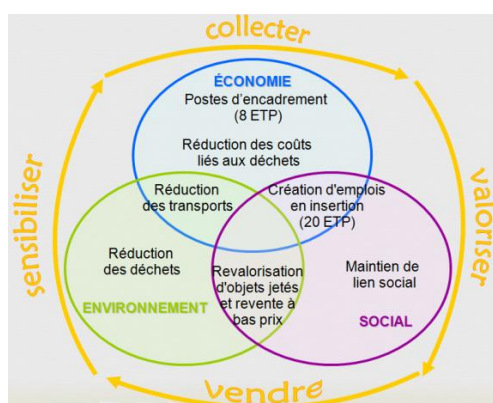 collecter
ÉCONOMIE
Postes d'encadrement
(8 ETP)
Réduction des coûts
liés aux déchets
Réduction
des transports
Création d'emplois
en insertion
(20 ETP)
sensibiliser
valoriser
Réduction
des déchets
Revalorisation
d'objets jetés
et revente à
bas prix
Maintien de
lien social
ENVIRONNEMENT
SOCIAL
vendre